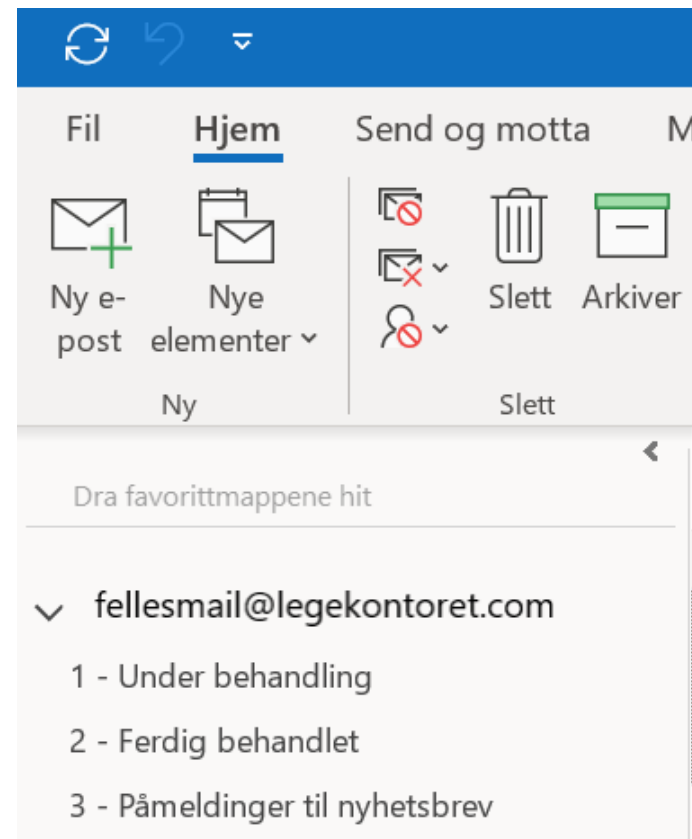 Fil Hjem Send og motta M
Ny e-
post
Nye
elementer
Slett Arkiver
Ny Slett
Dra favorittmappene hit
fellesmail@legekontoret.com
1 - Under behandling
2 - Ferdig behandlet
3 - Påmeldinger til nyhetsbrev